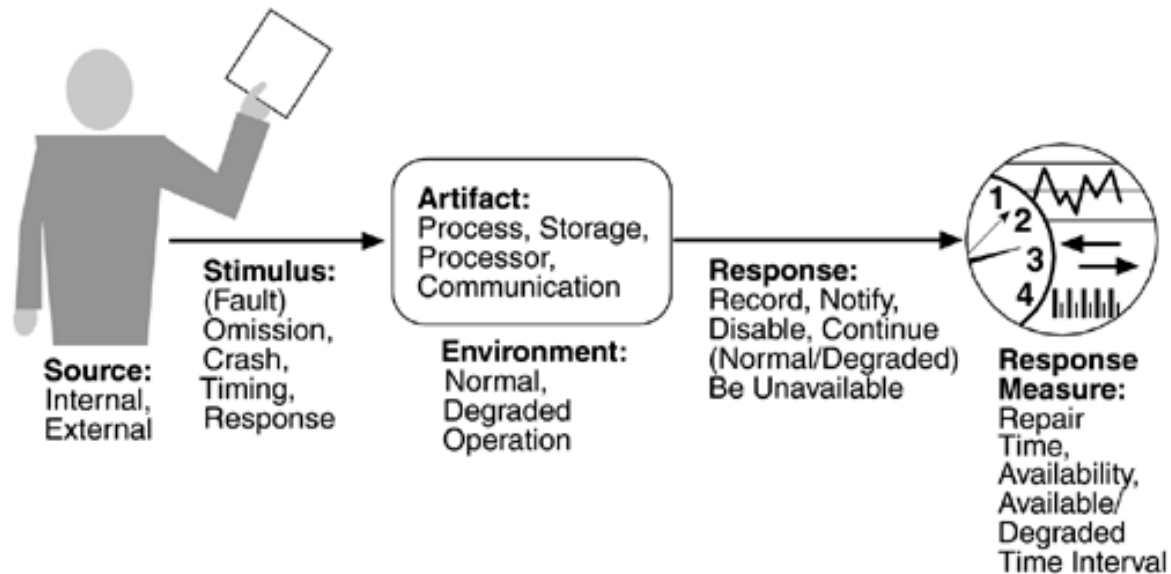 Source:
Internal,
External
Stimulus:
(Fault)
Omission,
Crash,
Timing,
Response
Artifact:
Process, Storage,
Processor,
Communication
Environment:
Normal,
Degraded
Operation
Response:
Record, Notify,
Disable, Continue
(Normal/Degraded)
Be Unavailable
1
2
3
4
Response
Measure:
Repair
Time,
Availability,
Available/
Degraded
Time Interval